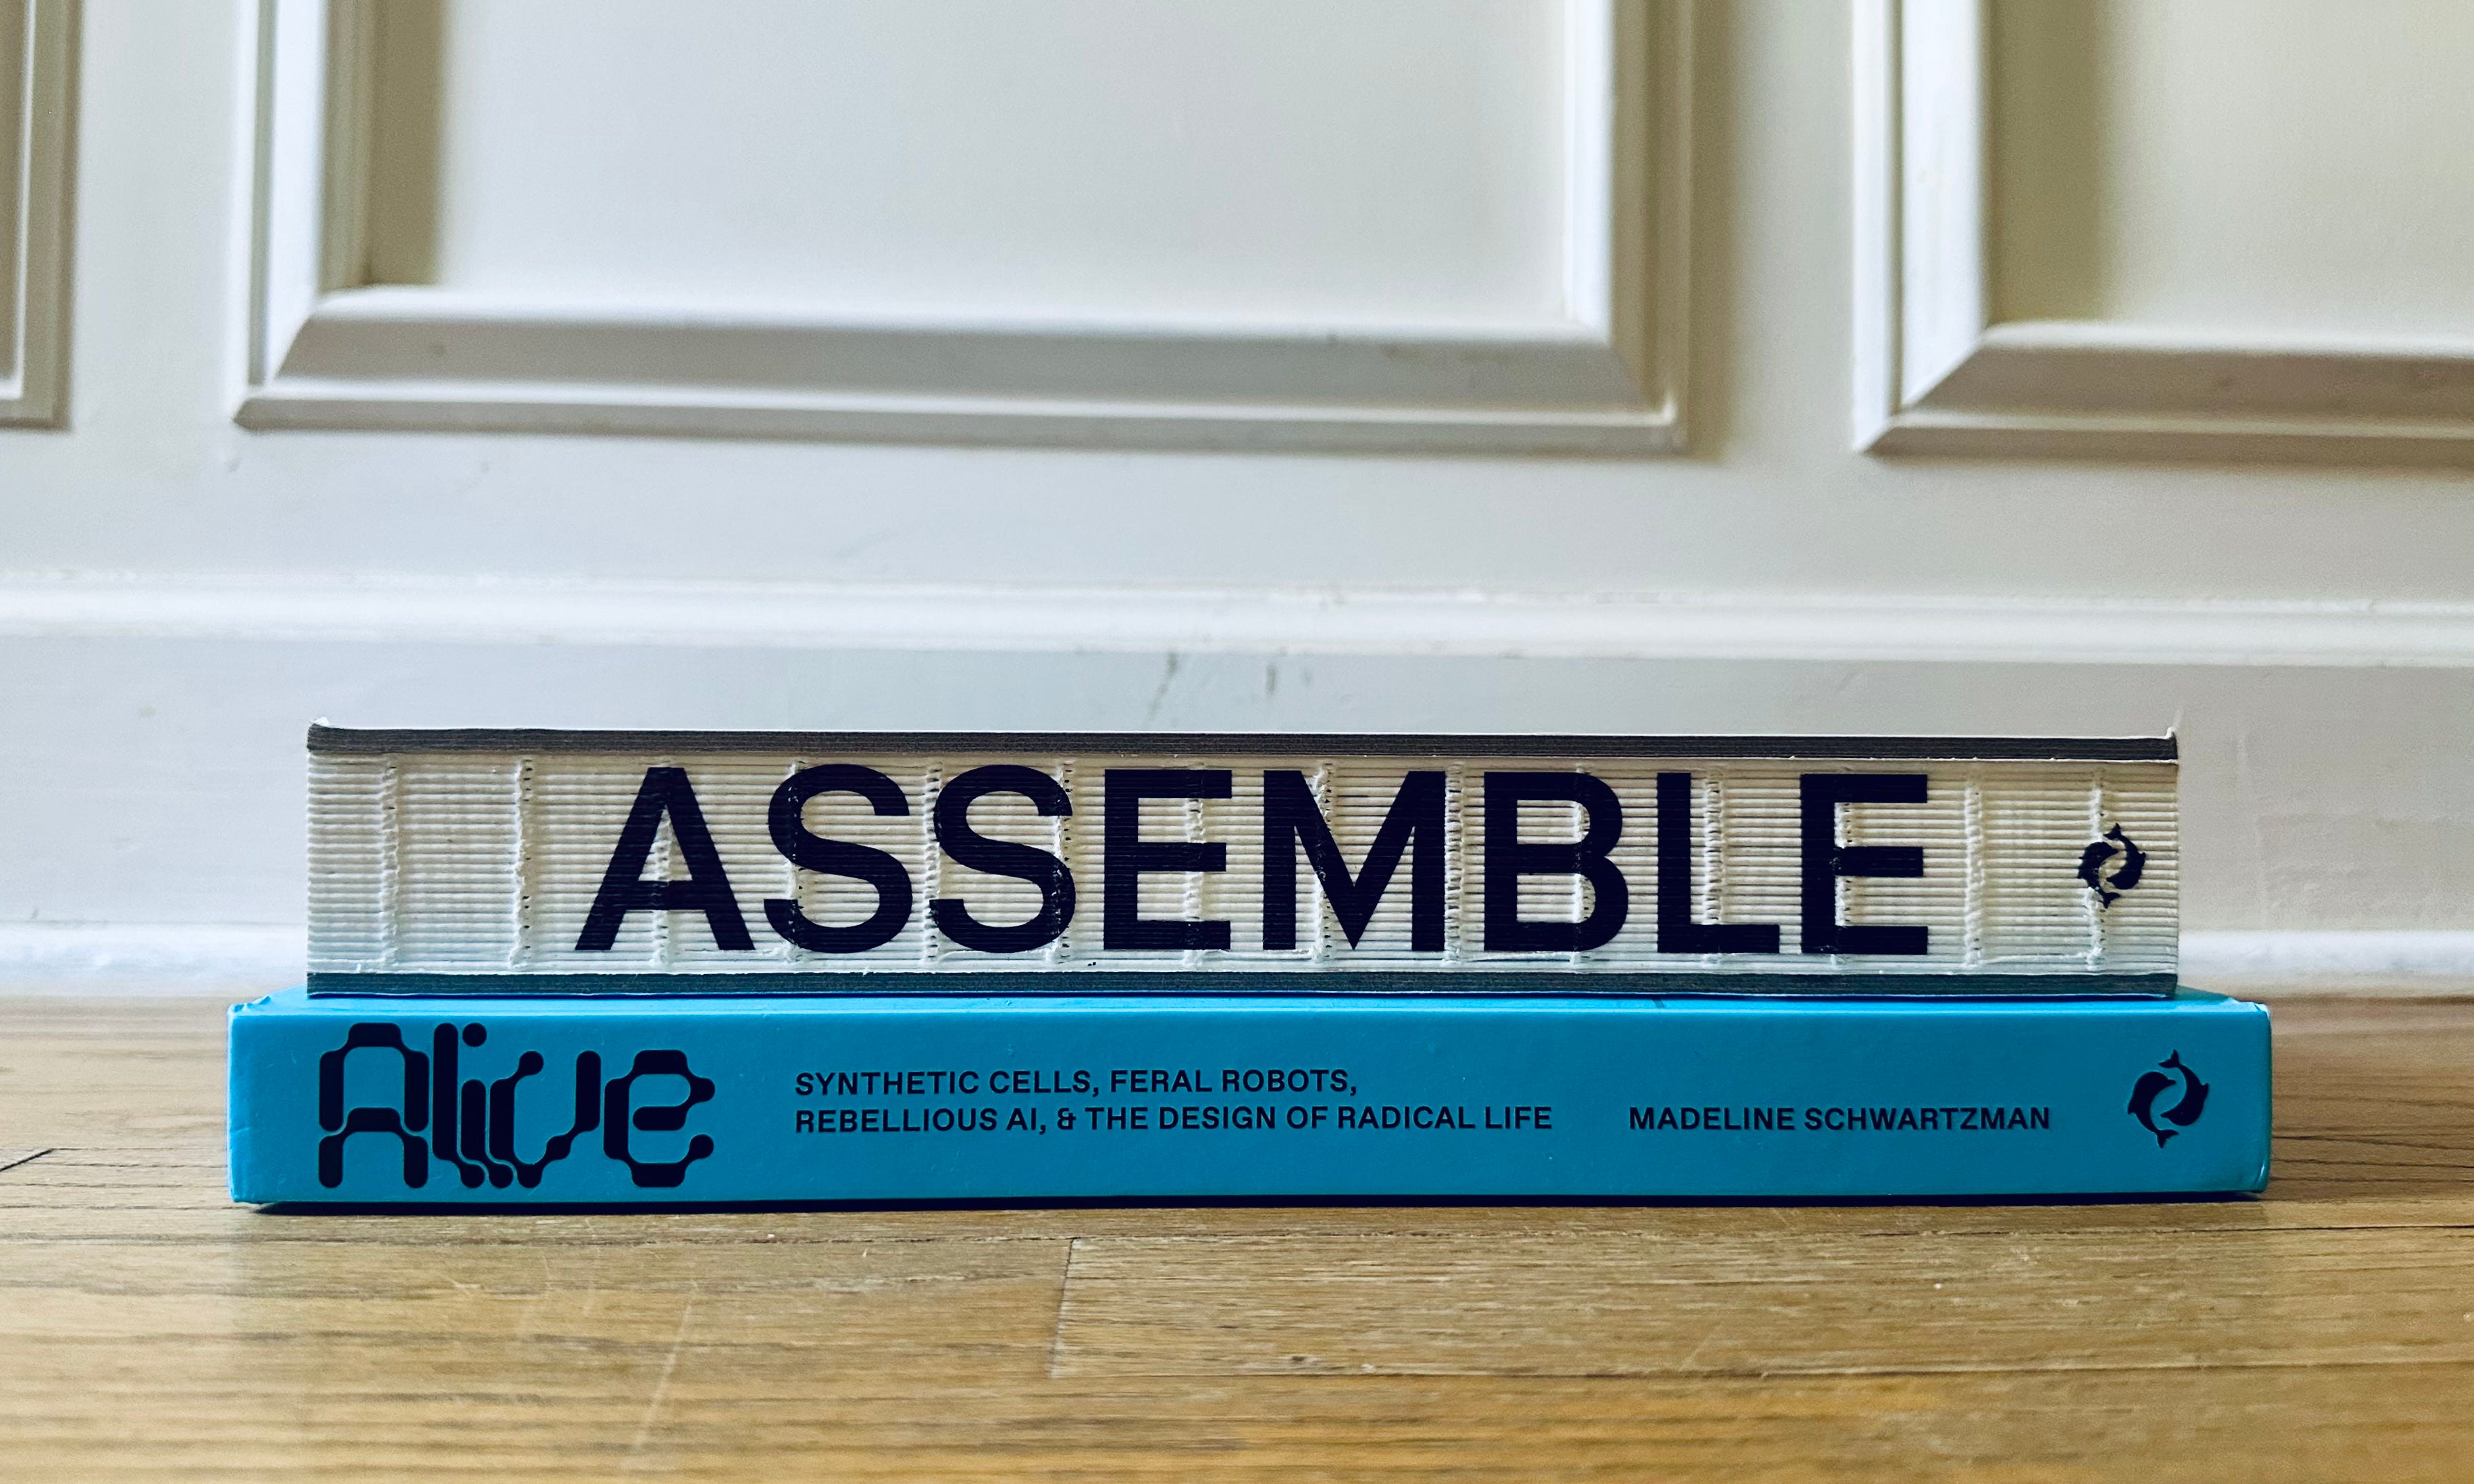 ASSEMBLE
Alive
SYNTHETIC CELLS, FERAL ROBOTS,
REBELLIOUS AI, & THE DESIGN OF RADICAL LIFE
MADELINE SCHWARTZMAN